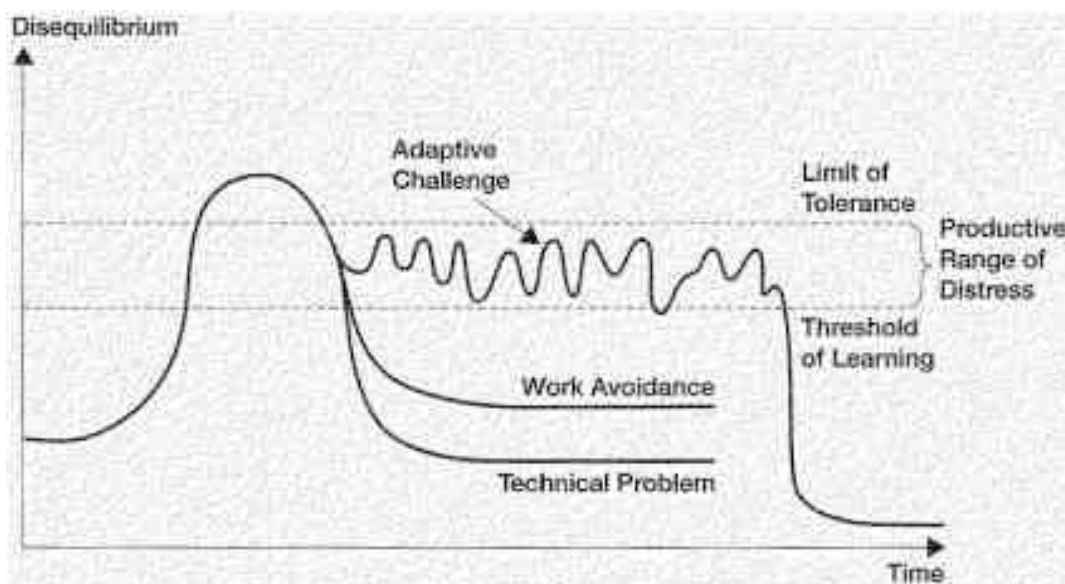 Disequilibrium
Adaptive
Challenge
Limit of
Tolerance
Productive
Range of
Distress
Threshold
of Learning
Work Avoidance
Technical Problem
Time